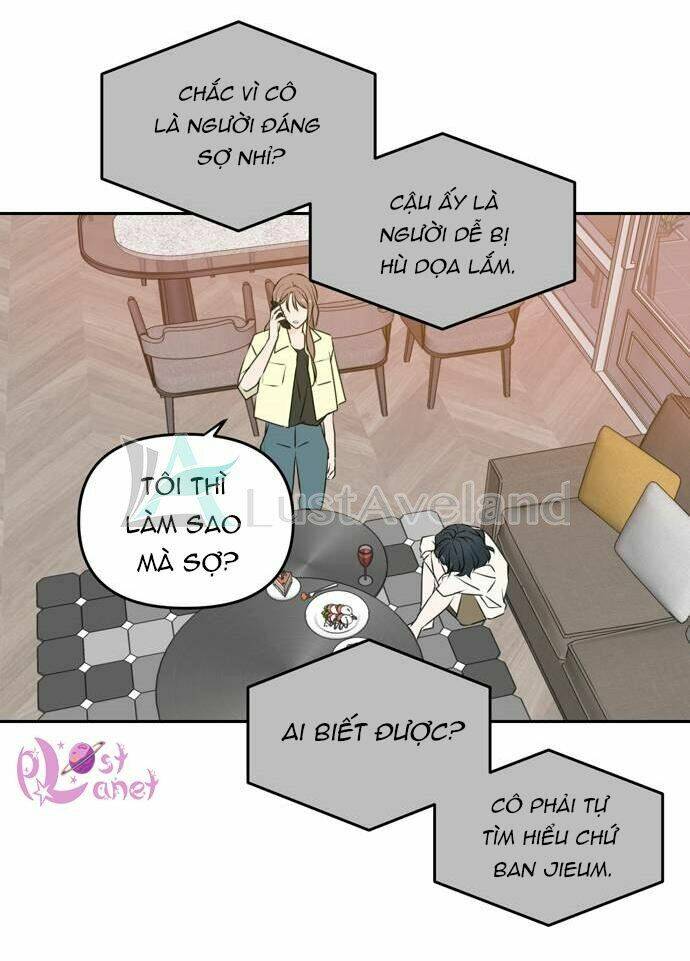 CHẮC VÌ CÔ
LÀ NGƯỜI ĐÁNG
SỢ NHỈ?
CẬU ẤY LÀ
NGƯỜI DỄ BỊ
HÙ DỌA LẮM.
LustAveland
TÔI THÌ
LÀM SAO
MÀ SỢ?
AI BIẾT ĐƯỢC?
Lost
Planet
CÔ PHẢI TỰ
TÌM HIỂU CHỨ
BAN JIEUM.